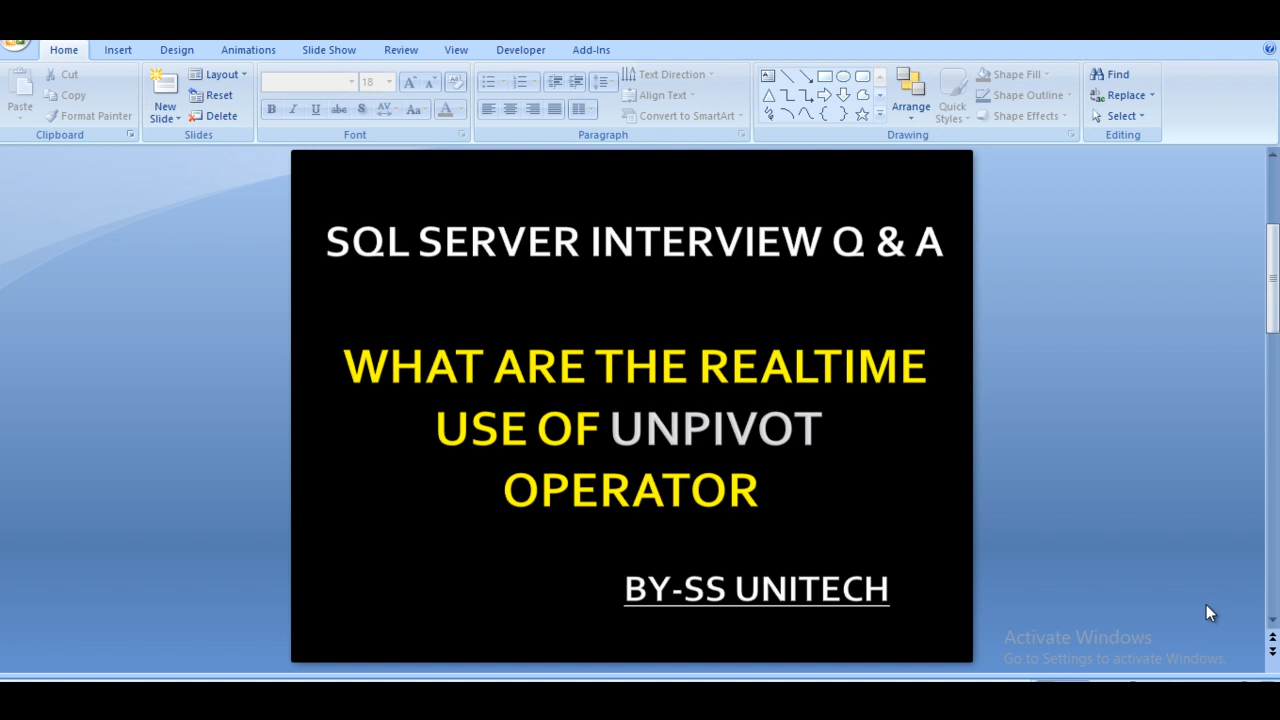 Home Insert Design Animations Slide Show Review View Developer Add-Ins
Cut Layout 18 Text Direction Shape Fill Find
Paste Copy New Slide Reset Align Text Arrange Quick Styles Shape Outline Replace
Format Painter Delete B I U abc S AV Aa A Convert to SmartArt Shape Effects Select
Clipboard Slides Font Paragraph Drawing Editing
SQL SERVER INTERVIEW Q & A
WHAT ARE THE REALTIME
USE OF UNPIVOT
OPERATOR
BY-SS UNITECH
Activate Windows
Go to Settings to activate Windows.